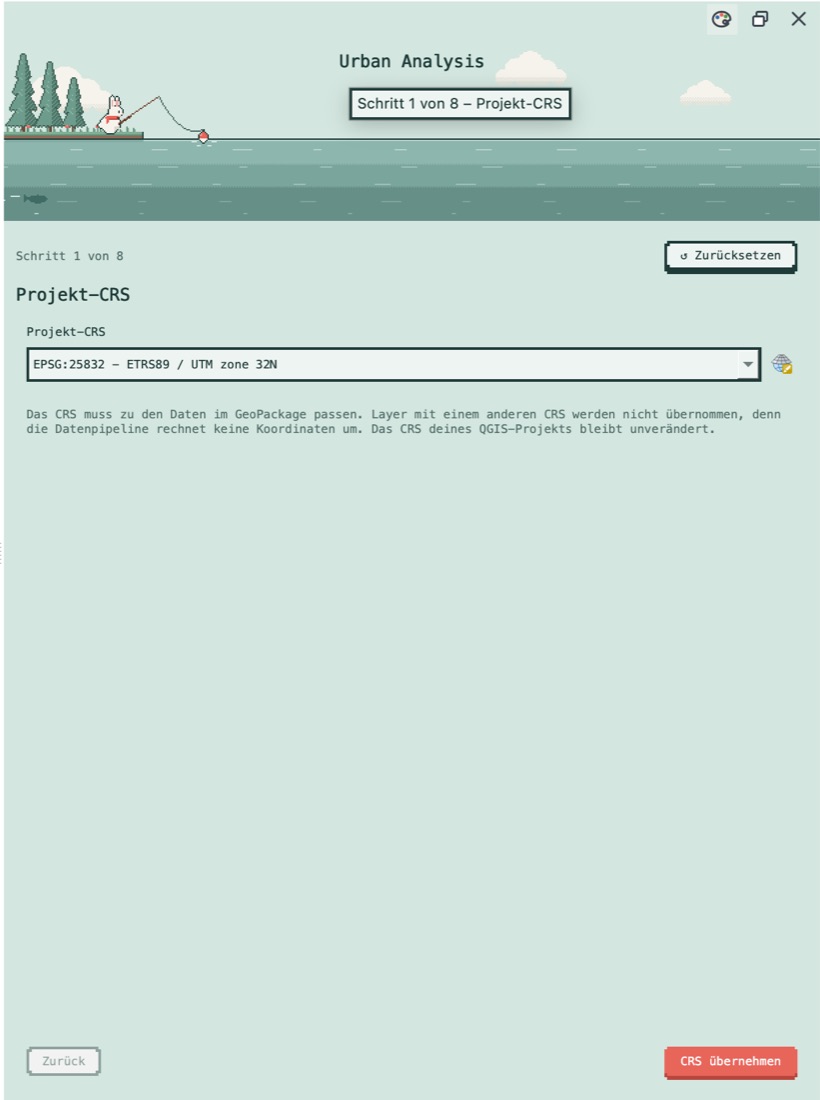 Urban Analysis
Schritt 1 von 8 – Projekt-CRS
Schritt 1 von 8
↺ Zurücksetzen
Projekt-CRS
Projekt-CRS
EPSG:25832 - ETRS89 / UTM zone 32N
Das CRS muss zu den Daten im GeoPackage passen. Layer mit einem anderen CRS werden nicht übernommen, denn
die Datenpipeline rechnet keine Koordinaten um. Das CRS deines QGIS-Projekts bleibt unverändert.
Zurück
CRS übernehmen